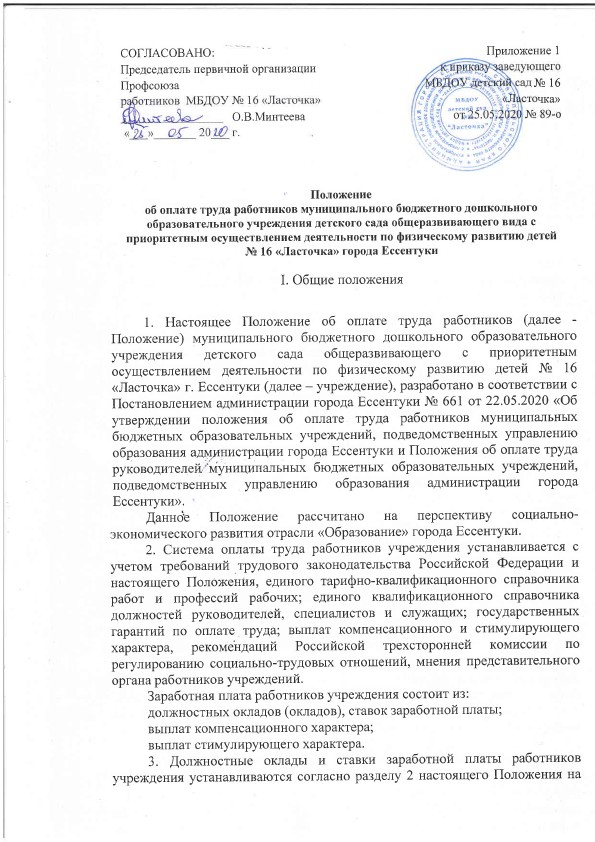 СОГЛАСОВАНО:
Председатель первичной организации
Профсоюза
работников МБДОУ № 16 «Ласточка»
О.В.Минтеева
« 26 » 05 2020 г.
Приложение 1
к приказу заведующего
МБДОУ детский сад № 16
«Ласточка»
от 25.05.2020 № 89-о
МБДОУ
детский сад
"Ласточка"
Положение
об оплате труда работников муниципального бюджетного дошкольного
образовательного учреждения детского сада общеразвивающего вида с
приоритетным осуществлением деятельности по физическому развитию детей
№ 16 «Ласточка» города Ессентуки
I. Общие положения
1. Настоящее Положение об оплате труда работников (далее -
Положение) муниципального бюджетного дошкольного образовательного
учреждения детского сада общеразвивающего с приоритетным
осуществлением деятельности по физическому развитию детей № 16
«Ласточка» г. Ессентуки (далее – учреждение), разработано в соответствии с
Постановлением администрации города Ессентуки № 661 от 22.05.2020 «Об
утверждении положения об оплате труда работников муниципальных
бюджетных образовательных учреждений, подведомственных управлению
образования администрации города Ессентуки и Положения об оплате труда
руководителей муниципальных бюджетных образовательных учреждений,
подведомственных управлению образования администрации города
Ессентуки».
Данное Положение рассчитано на перспективу социально-
экономического развития отрасли «Образование» города Ессентуки.
2. Система оплаты труда работников учреждения устанавливается с
учетом требований трудового законодательства Российской Федерации и
настоящего Положения, единого тарифно-квалификационного справочника
работ и профессий рабочих; единого квалификационного справочника
должностей руководителей, специалистов и служащих; государственных
гарантий по оплате труда; выплат компенсационного и стимулирующего
характера, рекомендаций Российской трехсторонней комиссии по
регулированию социально-трудовых отношений, мнения представительного
органа работников учреждений.
Заработная плата работников учреждения состоит из:
должностных окладов (окладов), ставок заработной платы;
выплат компенсационного характера;
выплат стимулирующего характера.
3. Должностные оклады и ставки заработной платы работников
учреждения устанавливаются согласно разделу 2 настоящего Положения на